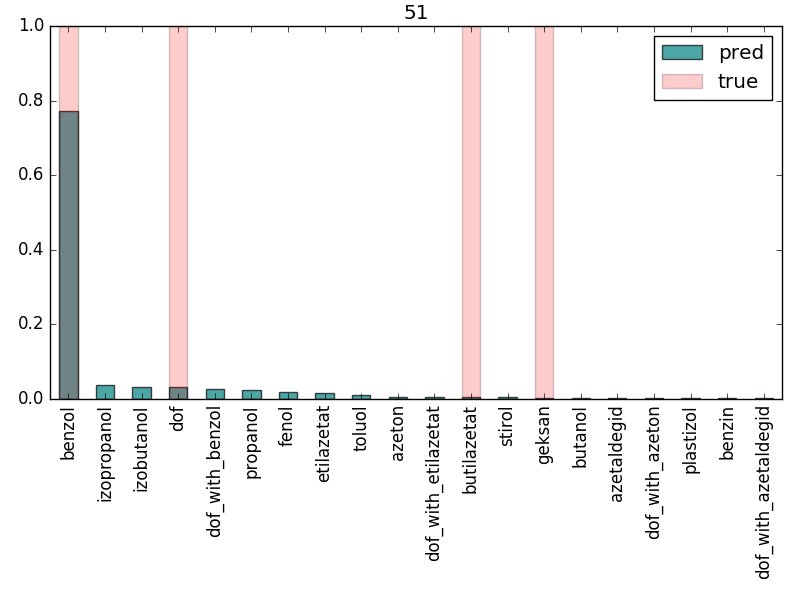 51
1.0
0.8
0.6
0.4
0.2
0.0
pred
true
benzol
izopropanol
izobutanol
dof
dof_with_benzol
propanol
fenol
etilazetat
toluol
azeton
dof_with_etilazetat
butilazetat
stirol
geksan
butanol
azetaldegid
dof_with_azeton
plastizol
benzin
dof_with_azetaldegid